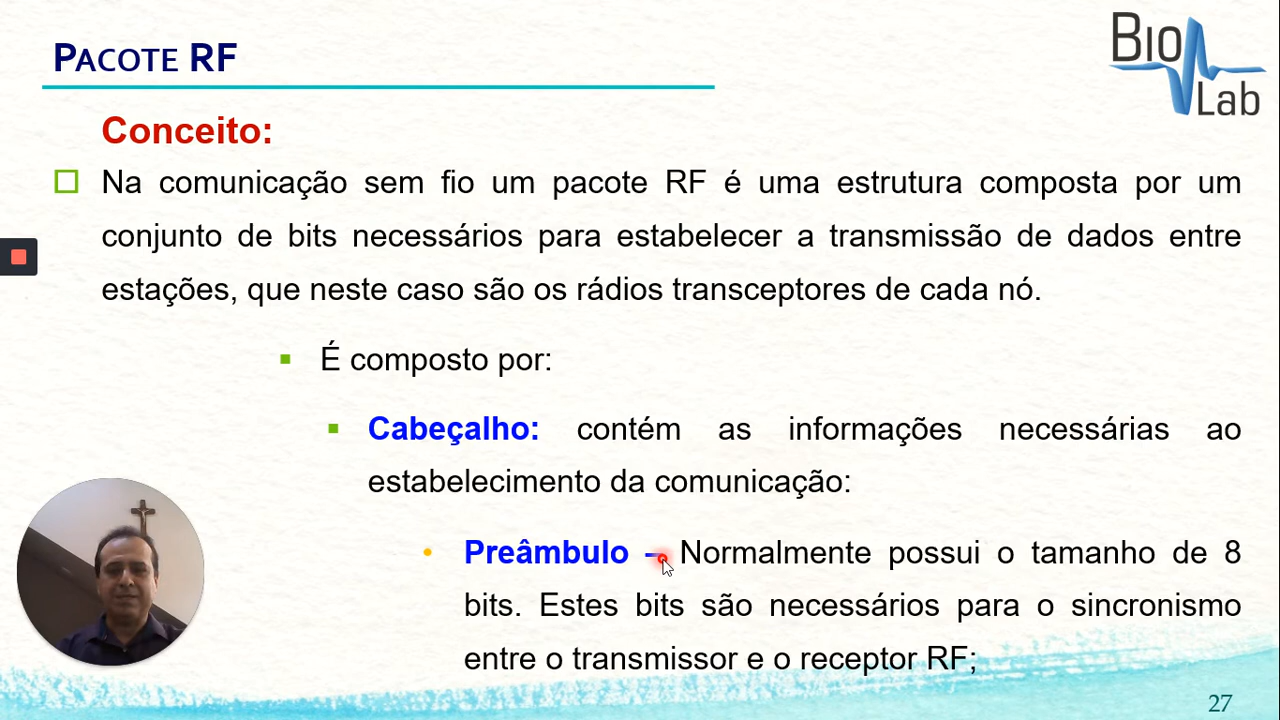 PACOTE RF
Bio
Lab
Conceito:
Na comunicação sem fio um pacote RF é uma estrutura composta por um
conjunto de bits necessários para estabelecer a transmissão de dados entre
estações, que neste caso são os rádios transceptores de cada nó.
É composto por:
Cabeçalho: contém as informações necessárias ao
estabelecimento da comunicação:
Preâmbulo – Normalmente possui o tamanho de 8
bits. Estes bits são necessários para o sincronismo
entre o transmissor e o receptor RF;
27